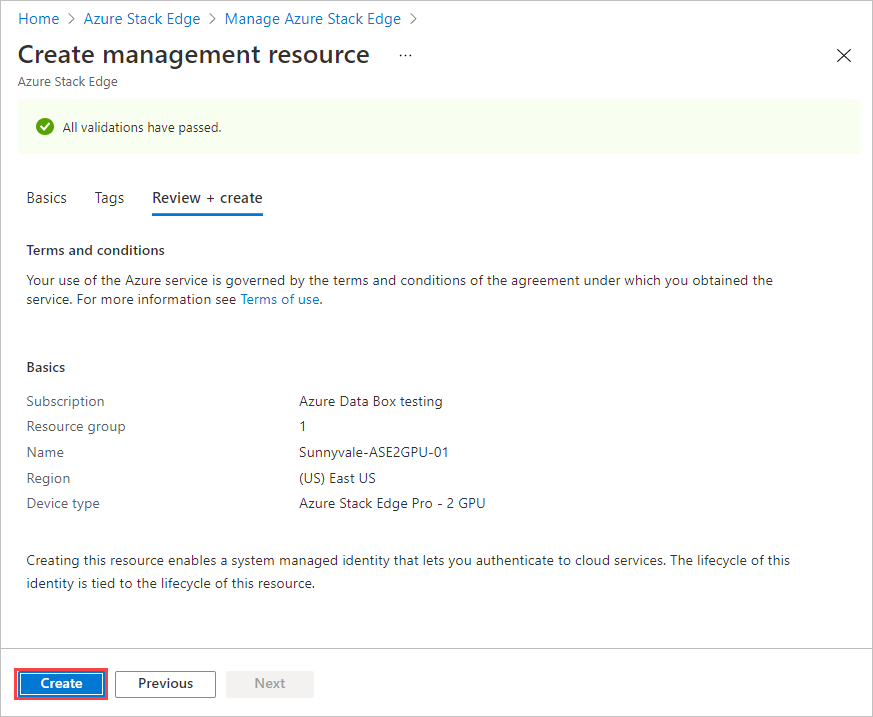 Home > Azure Stack Edge > Manage Azure Stack Edge >
Create management resource ...
Azure Stack Edge
All validations have passed.
Basics Tags Review + create
Terms and conditions
Your use of the Azure service is governed by the terms and conditions of the agreement under which you obtained the
service. For more information see Terms of use.
Basics
Subscription Azure Data Box testing
Resource group 1
Name Sunnyvale-ASE2GPU-01
Region (US) East US
Device type Azure Stack Edge Pro - 2 GPU
Creating this resource enables a system managed identity that lets you authenticate to cloud services. The lifecycle of this
identity is tied to the lifecycle of this resource.
Create Previous Next